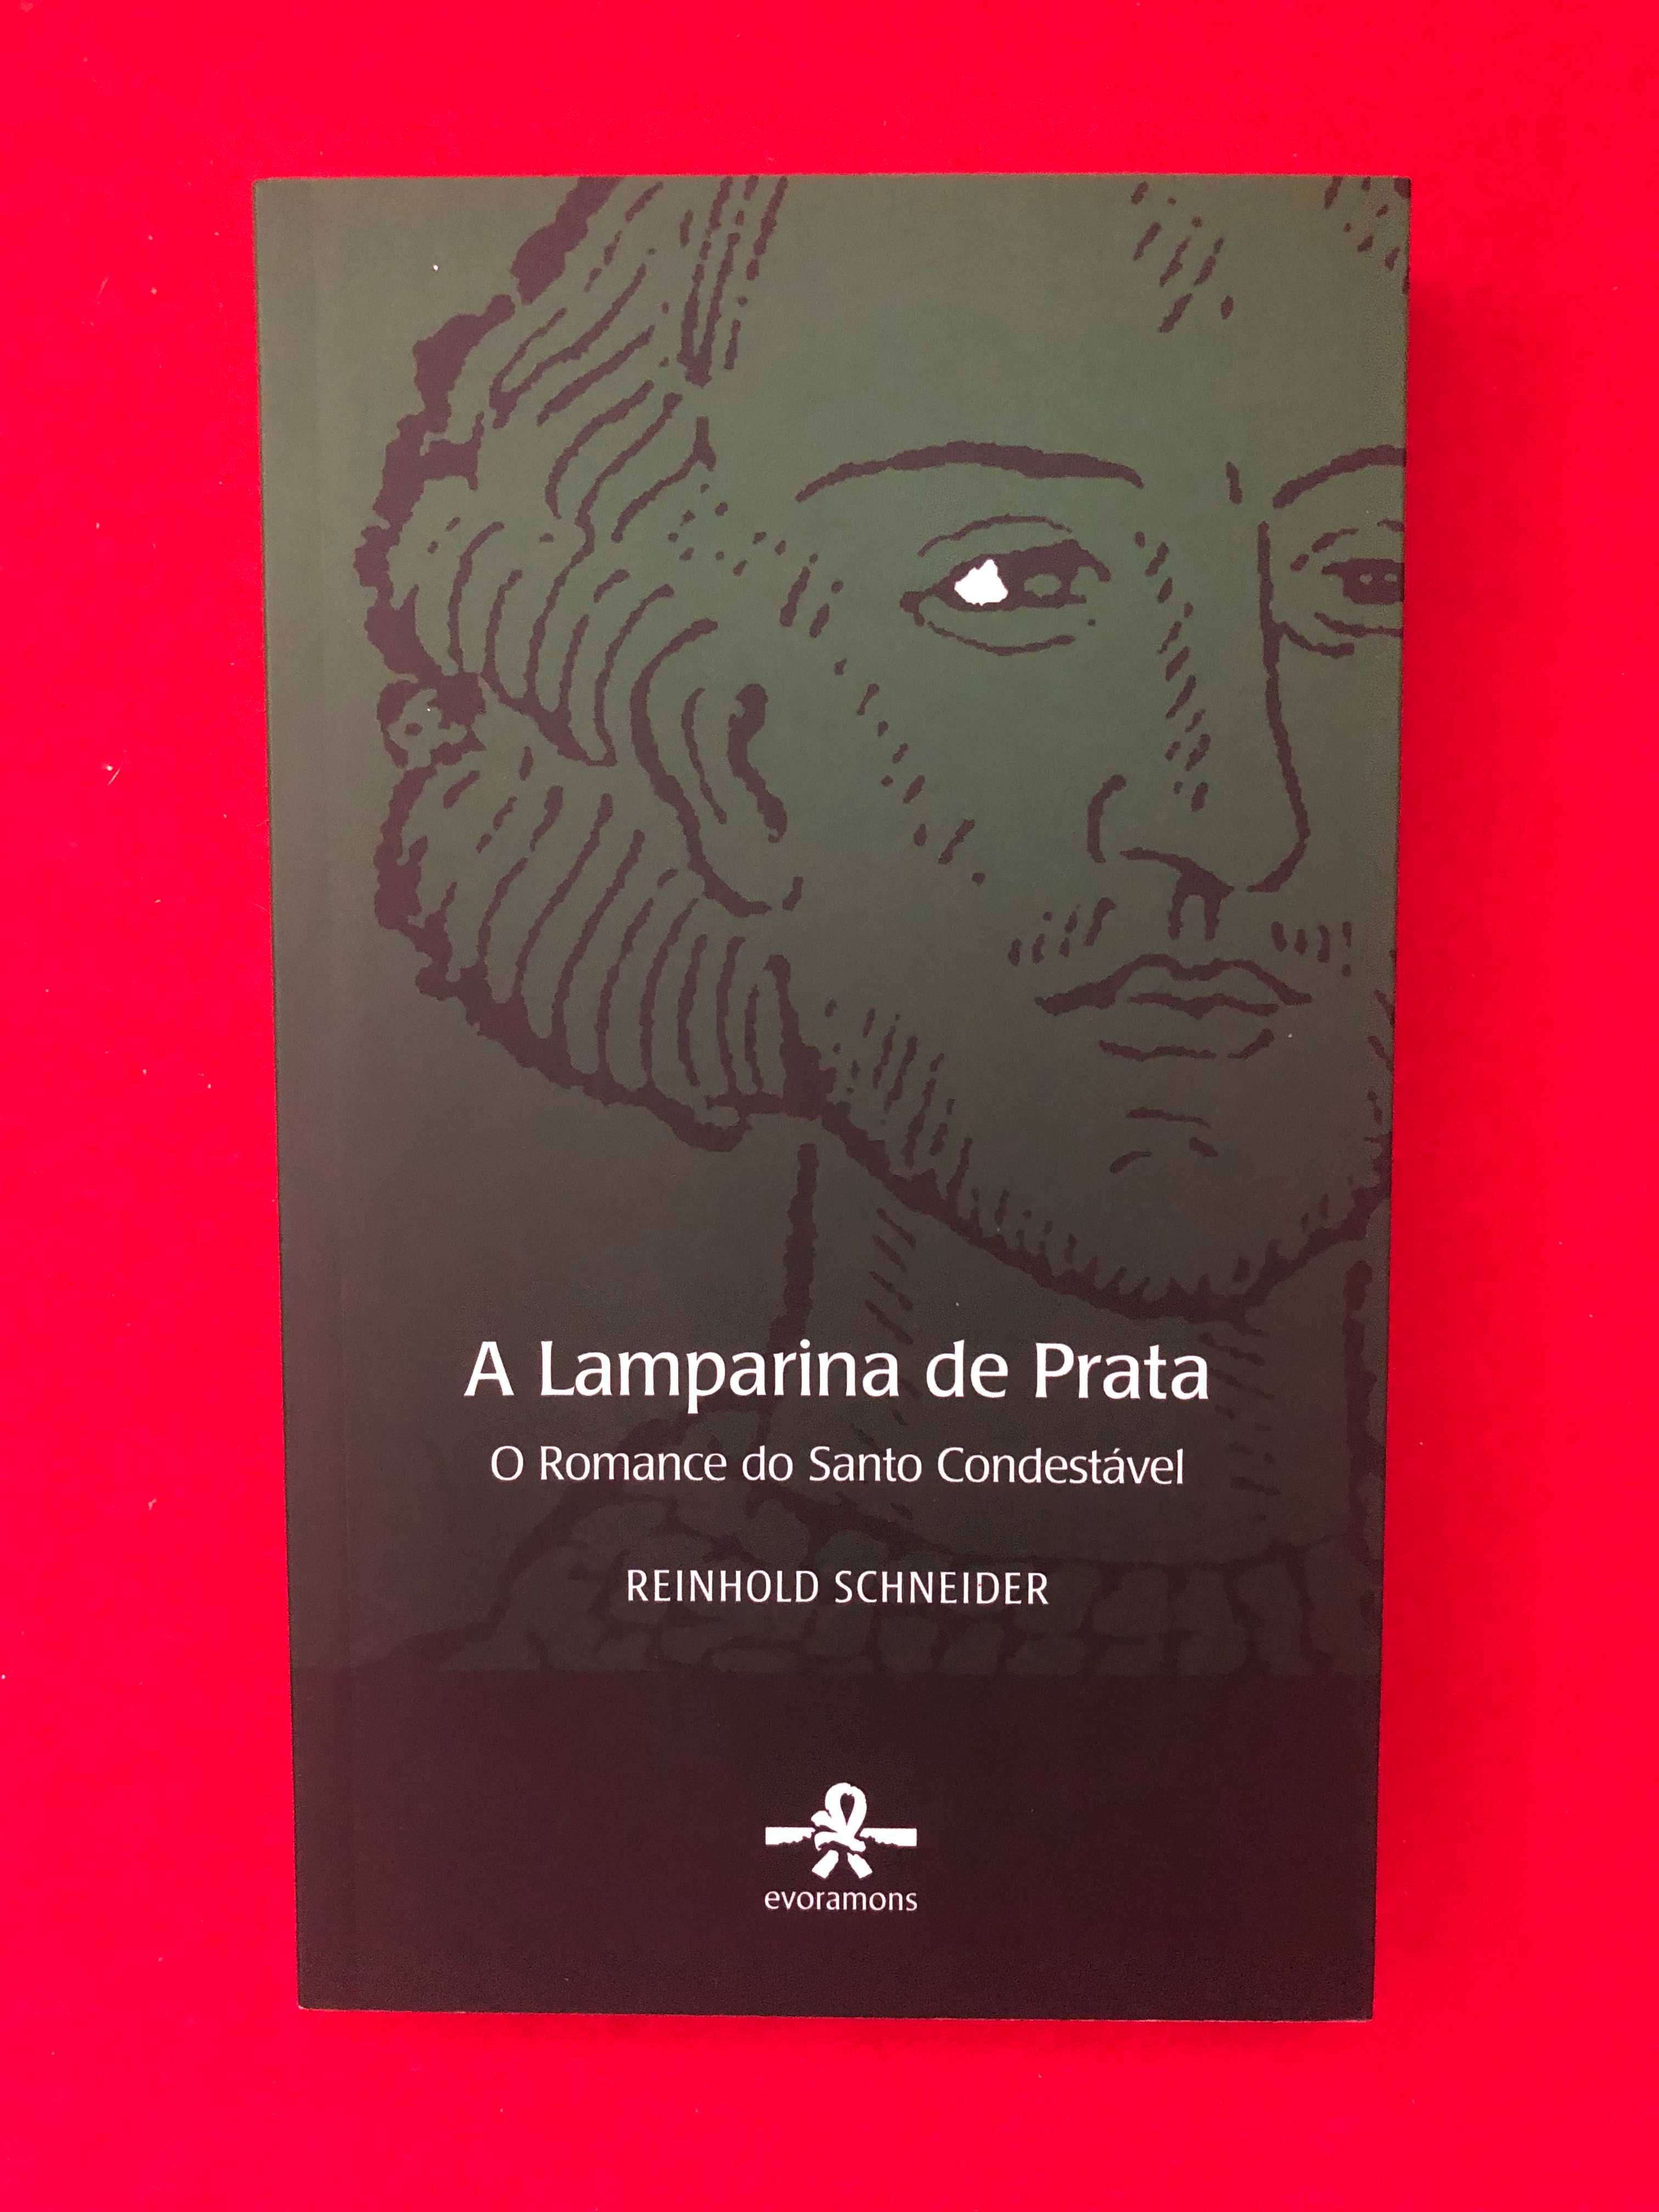 A Lamparina de Prata
O Romance do Santo Condestável
REINHOLD SCHNEIDER
evoramons